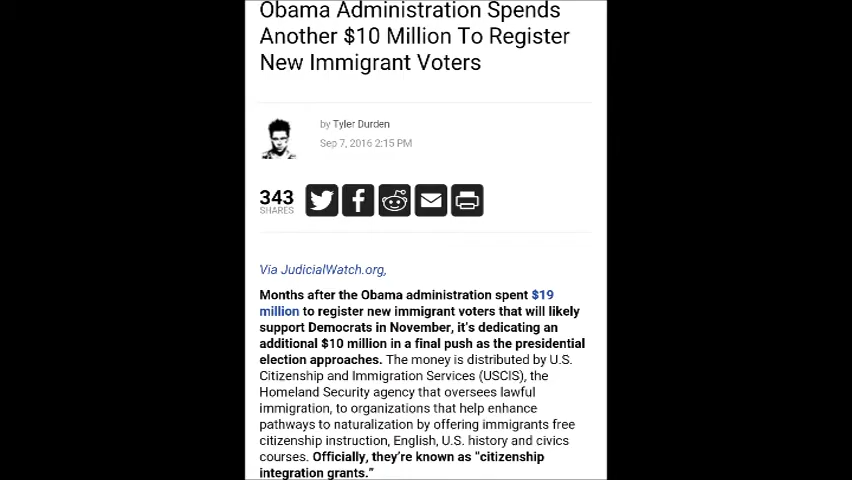 Obama Administration Spends
Another $10 Million To Register
New Immigrant Voters
by Tyler Durden
Sep 7, 2016 2:15 PM
343
SHARES
Via JudicialWatch.org,
Months after the Obama administration spent $19
million to register new immigrant voters that will likely
support Democrats in November, it's dedicating an
additional $10 million in a final push as the presidential
election approaches. The money is distributed by U.S.
Citizenship and Immigration Services (USCIS), the
Homeland Security agency that oversees lawful
immigration, to organizations that help enhance
pathways to naturalization by offering immigrants free
citizenship instruction, English, U.S. history and civics
courses. Officially, they're known as "citizenship
integration grants."